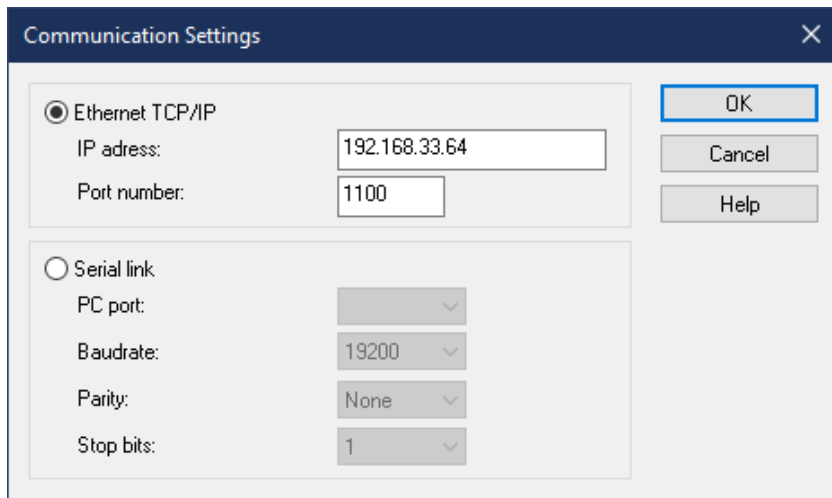 Communication Settings
Ethernet TCP/IP
OK
IP adress: 192.168.33.64
Cancel
Port number: 1100
Help
Serial link
PC port:
Baudrate: 19200
Parity: None
Stop bits: 1